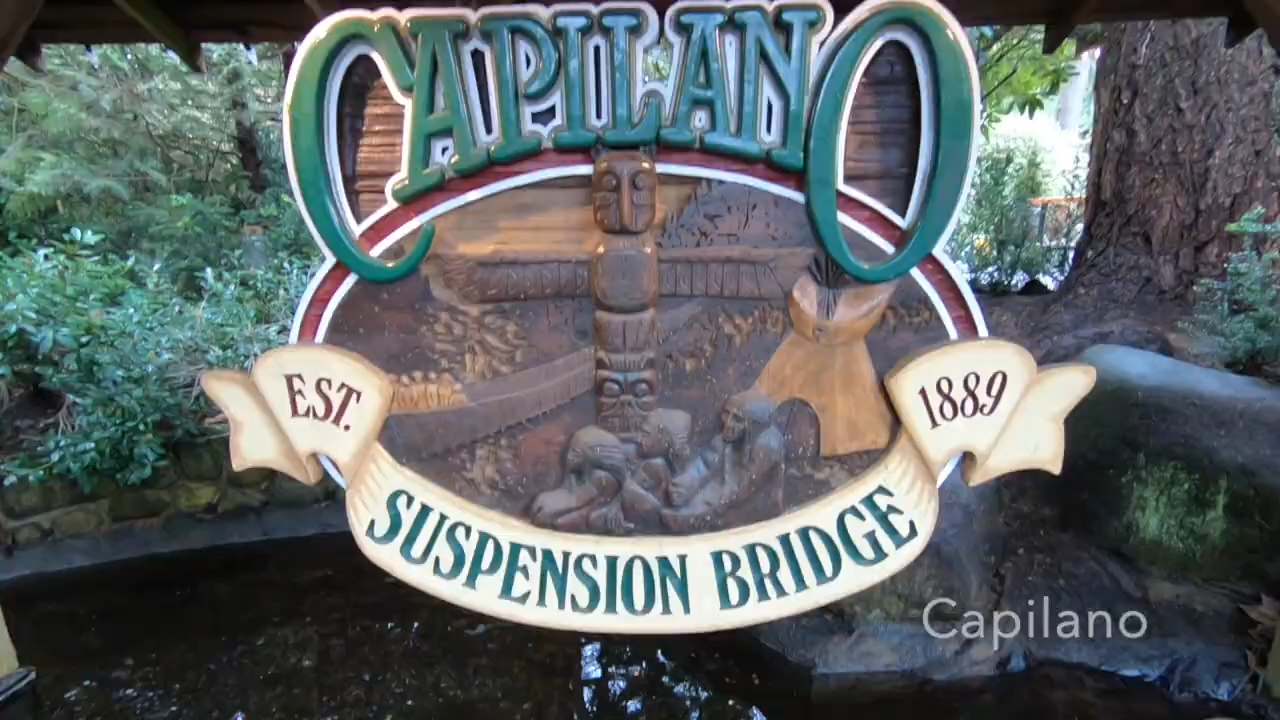 CAPILANO
EST.
1889
SUSPENSION BRIDGE
Capilano